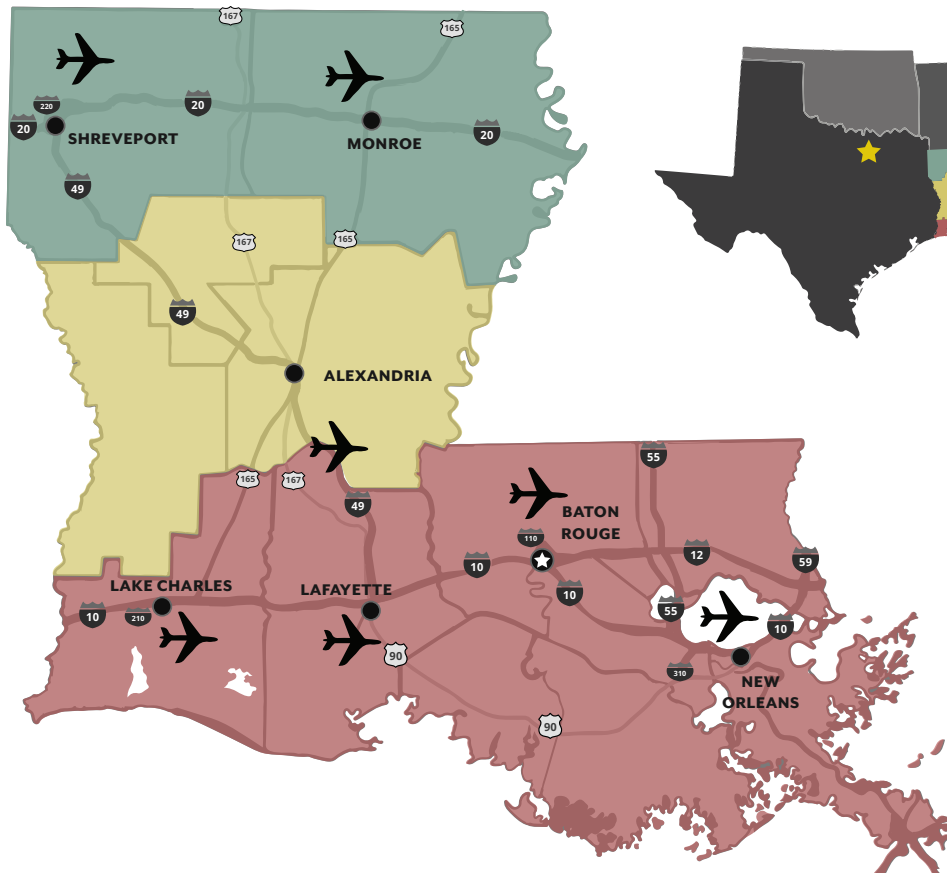 167
165
220
20
20
20
SHREVEPORT
MONROE
49
167
165
49
ALEXANDRIA
165
167
49
55
BATON
ROUGE
110
10
12
59
LAKE CHARLES
LAFAYETTE
10
10
210
55
10
90
310
NEW
ORLEANS
90